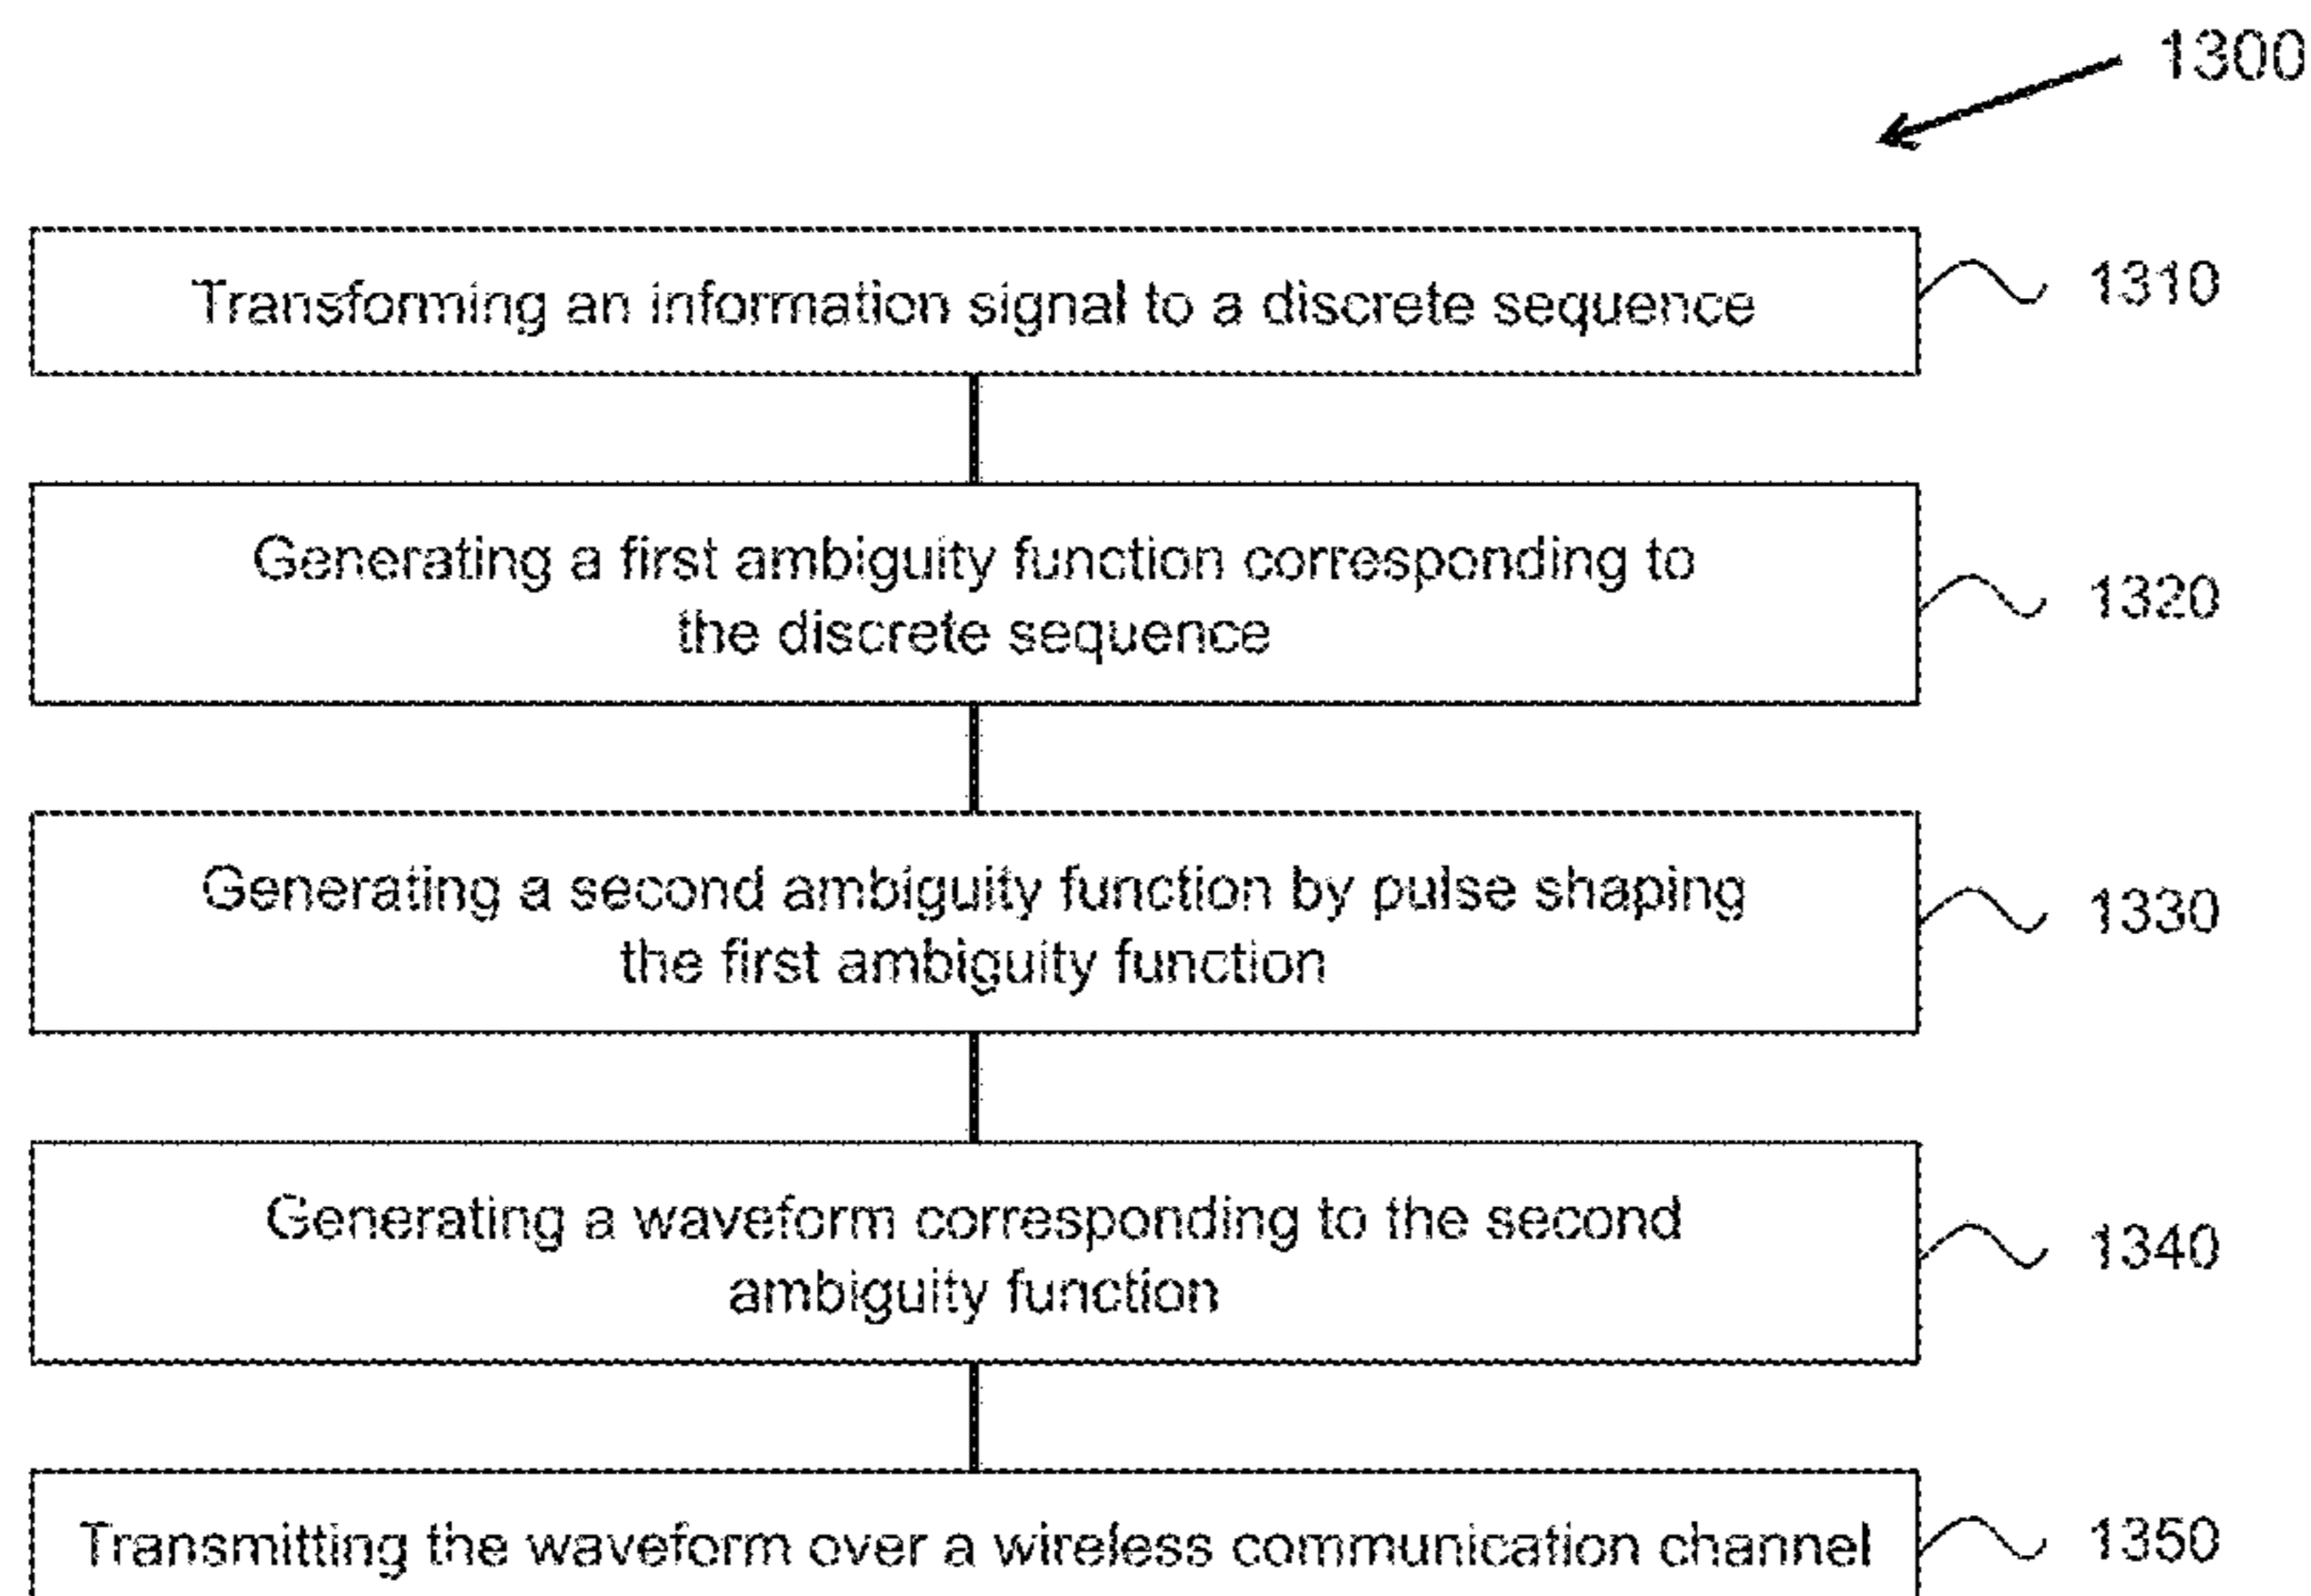 1300
Transforming an information signal to a discrete sequence
1310
Generating a first ambiguity function corresponding to
the discrete sequence
1320
Generating a second ambiguity function by pulse shaping
the first ambiguity function
1330
Generating a waveform corresponding to the second
ambiguity function
1340
Transmitting the waveform over a wireless communication channel
1350